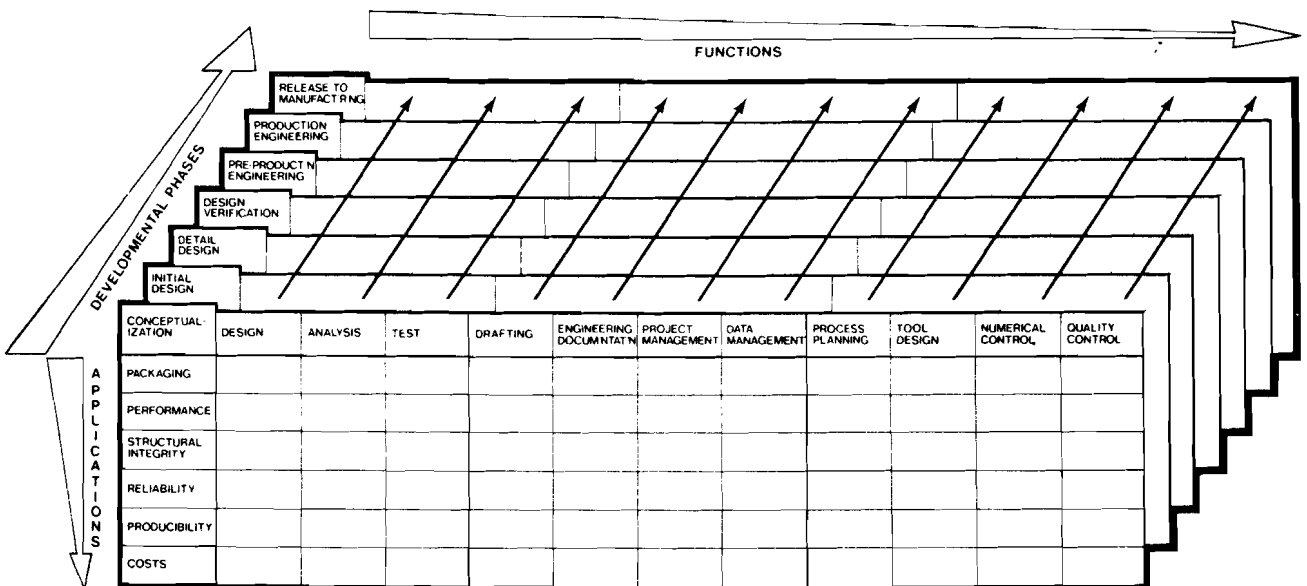 FUNCTIONS
RELEASE TO
MANUFACT'R'NG
PRODUCTION
ENGINEERING
PRE-PRODUCT'N
ENGINEERING
DESIGN
VERIFICATION
DETAIL
DESIGN
INITIAL
DESIGN
DEVELOPMENTAL PHASES
CONCEPTUAL-
IZATION
DESIGN
ANALYSIS
TEST
DRAFTING
ENGINEERING
DOCUMNTAT'N
PROJECT
MANAGEMENT
DATA
MANAGEMENT
PROCESS
PLANNING
TOOL
DESIGN
NUMERICAL
CONTROL
QUALITY
CONTROL
APPLICATIONS
PACKAGING
PERFORMANCE
STRUCTURAL
INTEGRITY
RELIABILITY
PRODUCIBILITY
COSTS